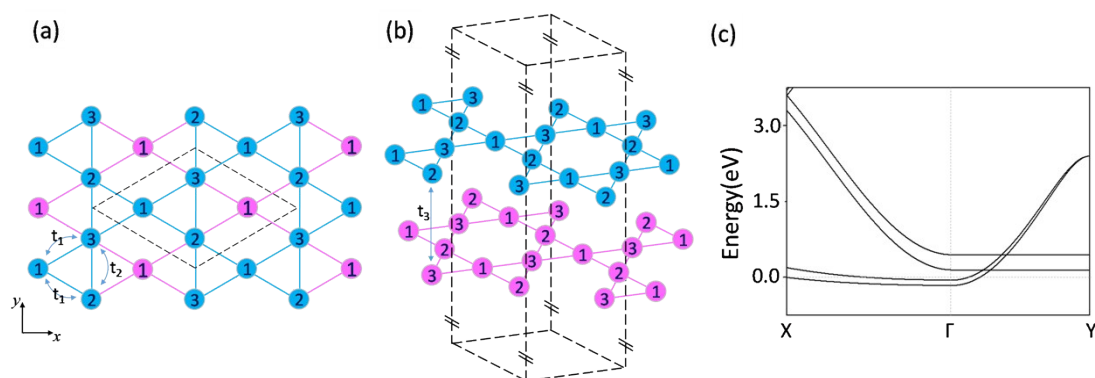 (a)
3 2 3
1 1 1 1
2 3 2
1 1 1 1
t₁
3 2 3
t₂
1 1 1 1
t₁
2 3 2
y
x
(b)
1 3 2
2 1 3
1 3 2
1 3 2
2 3 1 3 1
2
t₃
2 3
1 3 1 2 2
2 1 3 1
3 1 3 2
2 3 1
(c)
Energy(eV)
3.0
1.5
0.0
X Γ Y